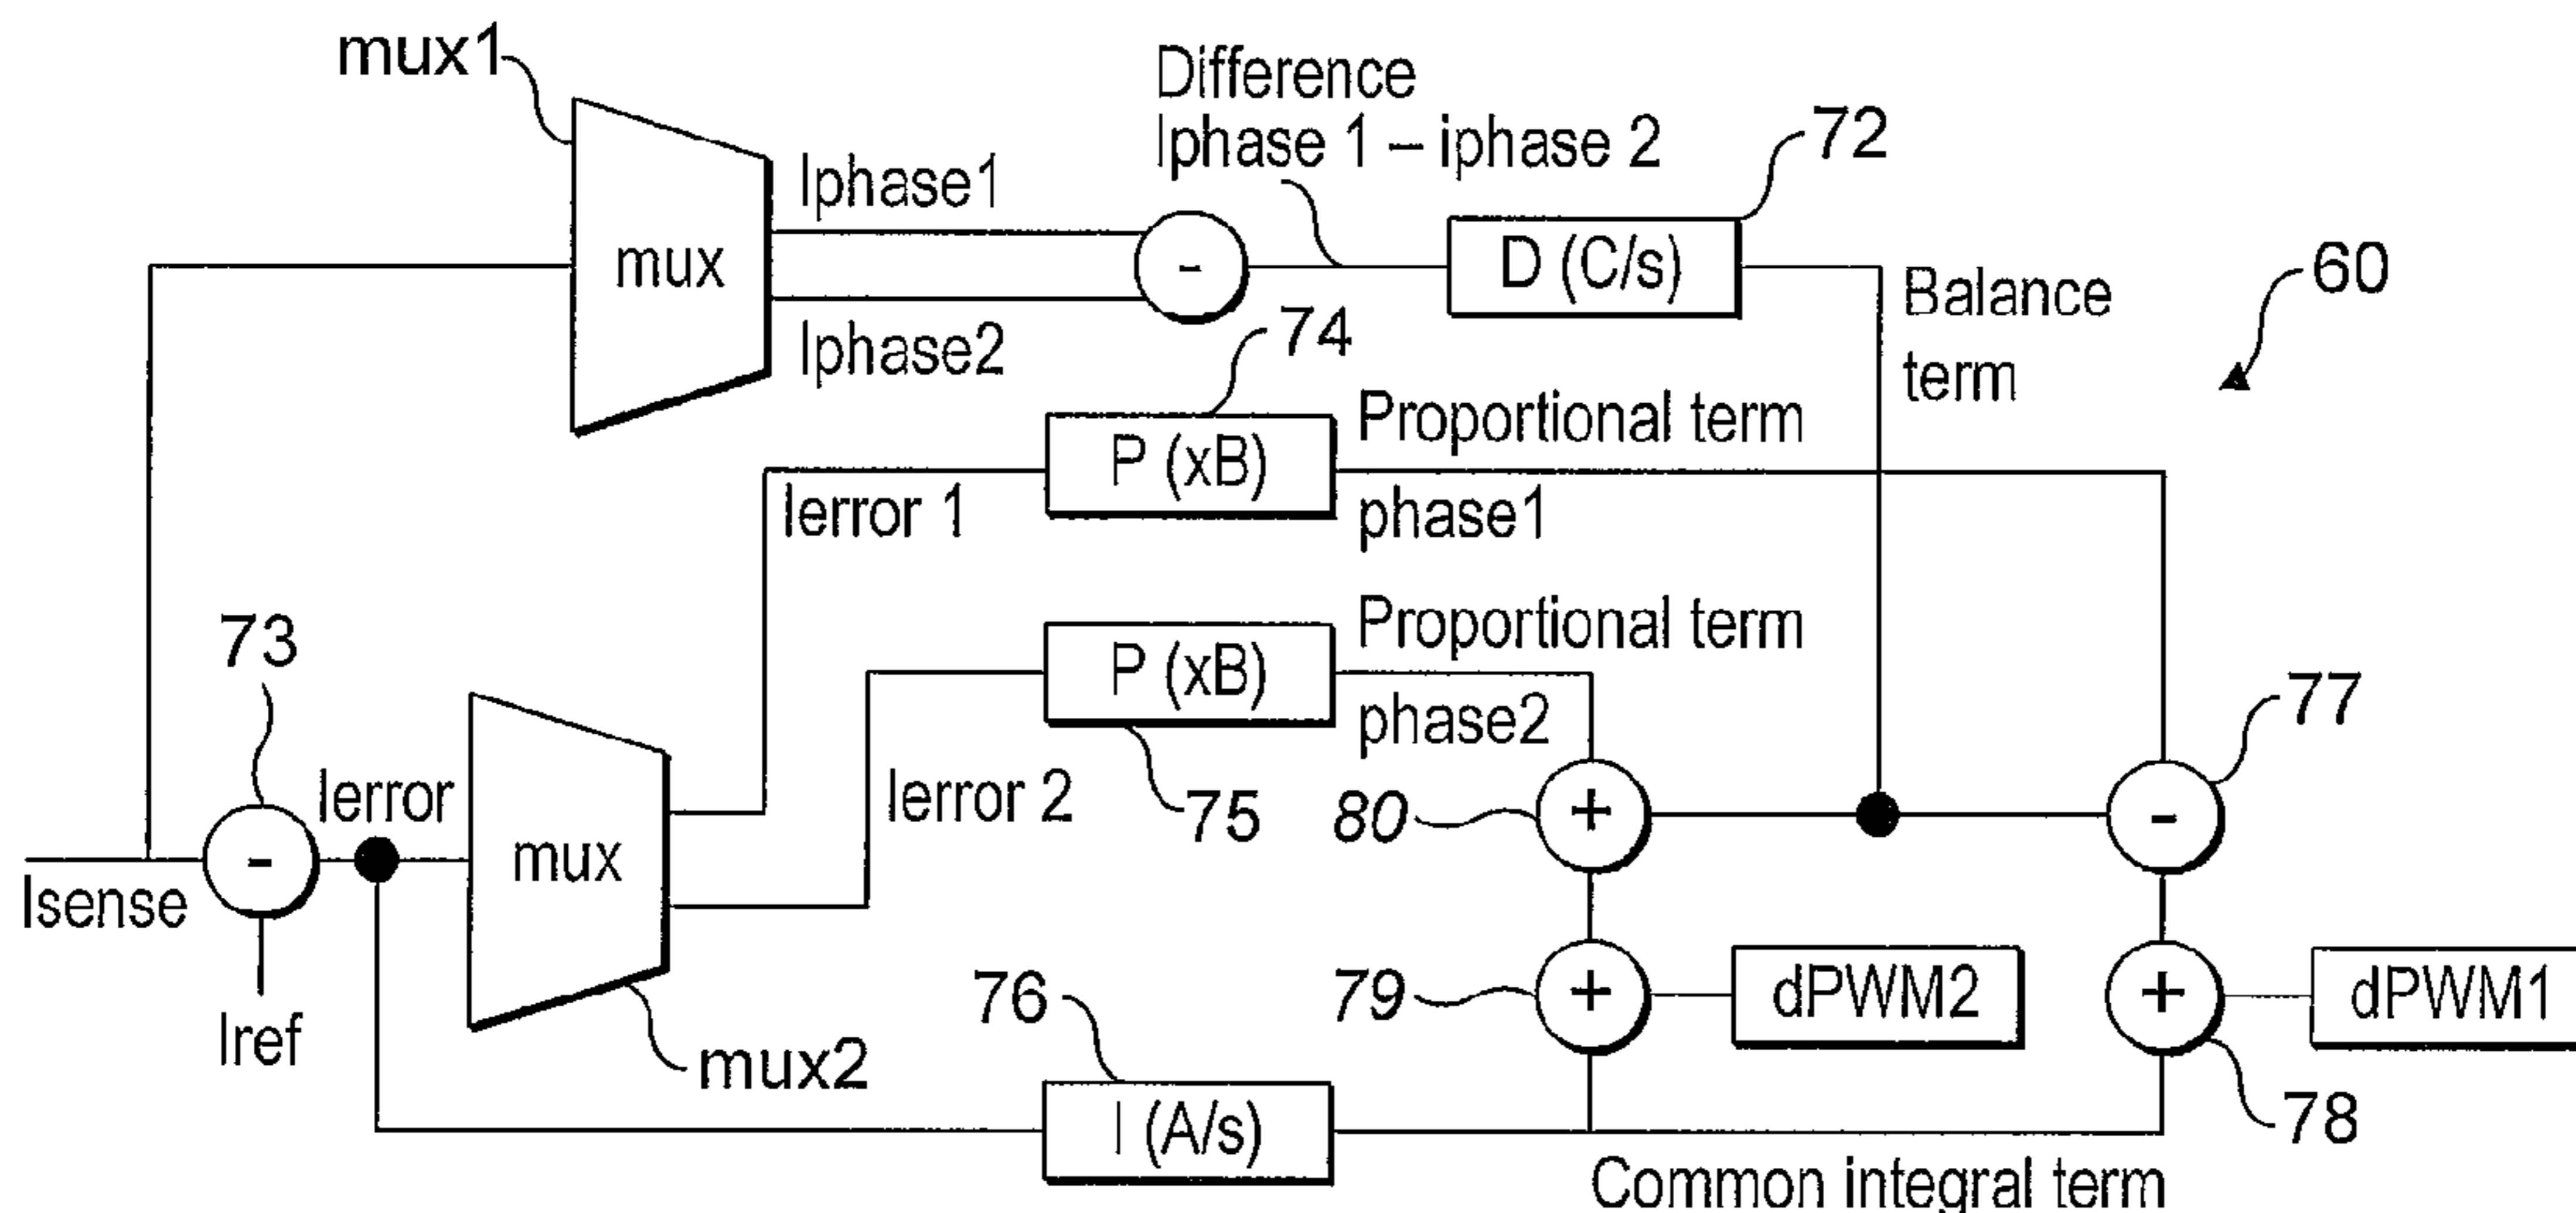 mux1
Difference
Iphase 1 – iphase 2
72
Iphase1
mux
-
D (C/s)
60
Balance
term
Iphase2
74
P (xB)
Proportional term
phase1
Ierror 1
73
P (xB)
Proportional term
phase2
77
Ierror
Ierror 2
75
80
+
-
-
mux
Isense
Iref
mux2
76
79
+
dPWM2
+
dPWM1
I (A/s)
78
Common integral term